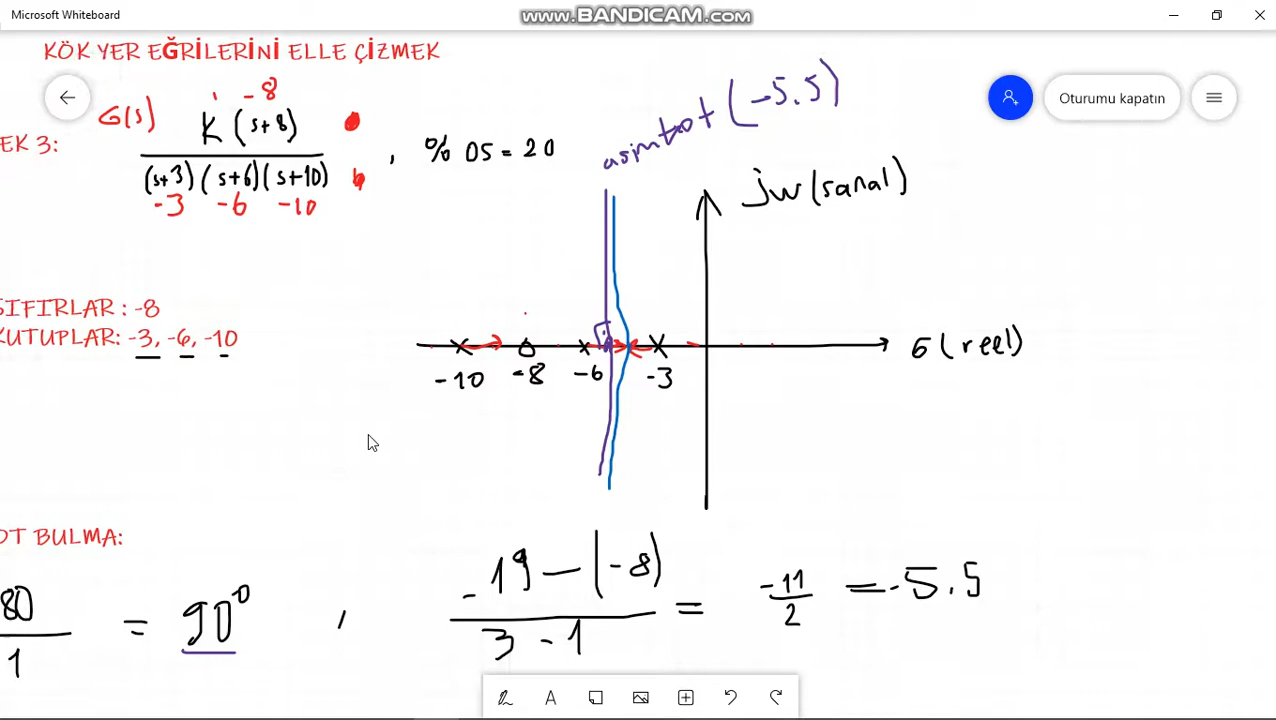 Microsoft Whiteboard
www.BANDICAM.com
KÖK YER EĞRİLERİNİ ELLE ÇİZMEK
Oturumu kapatın
-8
G(s)
K (s+8)
EK 3:
(s+3)(s+6)(s+10)
-3 -6 -10
, % OS = 20
asimtot (-5.5)
jw (sanal)
SIFIRLAR : -8
KUTUPLAR: -3, -6, -10
-10 -8 -6 -3
σ (reel)
OT BULMA:
80
1
= 90°
,
-19 - (-8)
3 - 1
=
-11
2
= -5.5